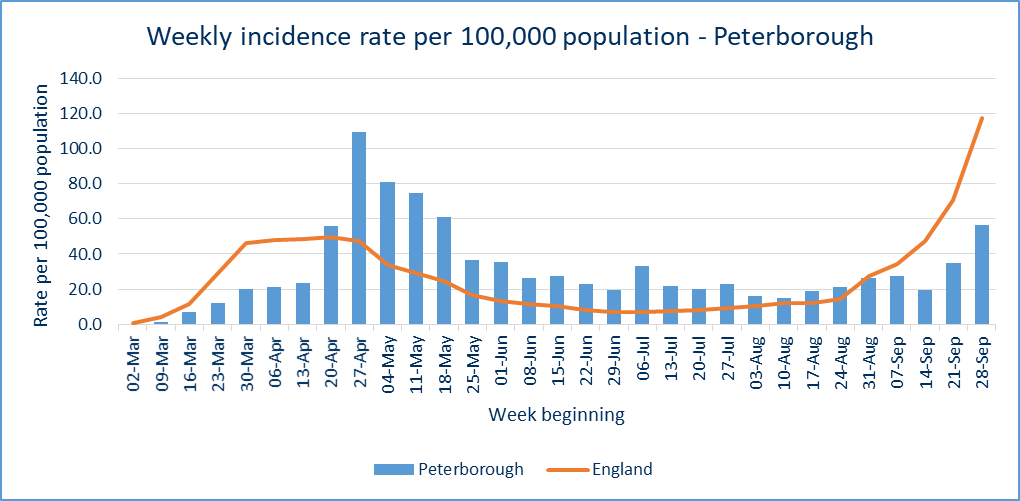 Weekly incidence rate per 100,000 population - Peterborough
Rate per 100,000 population
140.0
120.0
100.0
80.0
60.0
40.0
20.0
0.0
02-Mar
09-Mar
16-Mar
23-Mar
30-Mar
06-Apr
13-Apr
20-Apr
27-Apr
04-May
11-May
18-May
25-May
01-Jun
08-Jun
15-Jun
22-Jun
29-Jun
06-Jul
13-Jul
20-Jul
27-Jul
03-Aug
10-Aug
17-Aug
24-Aug
31-Aug
07-Sep
14-Sep
21-Sep
28-Sep
Week beginning
Peterborough
England